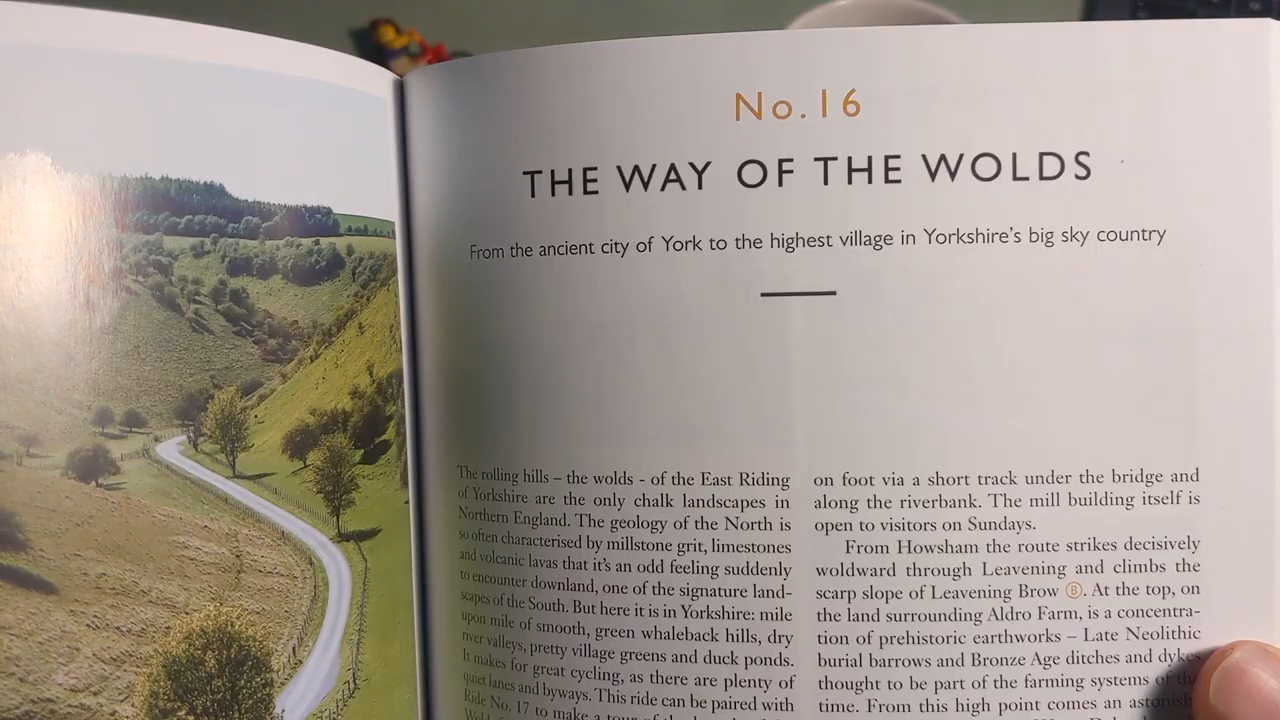 No.16
THE WAY OF THE WOLDS
From the ancient city of York to the highest village in Yorkshire's big sky country
The rolling hills – the wolds - of the East Riding
of Yorkshire are the only chalk landscapes in
Northern England. The geology of the North is
so often characterised by millstone grit, limestones
and volcanic lavas that it's an odd feeling suddenly
to encounter downland, one of the signature land-
scapes of the South. But here it is in Yorkshire: mile
upon mile of smooth, green whaleback hills, dry
river valleys, pretty village greens and duck ponds.
It makes for great cycling, as there are plenty of
quiet lanes and byways. This ride can be paired with
Ride No. 17 to make a tour of the
on foot via a short track under the bridge and
along the riverbank. The mill building itself is
open to visitors on Sundays.
From Howsham the route strikes decisively
woldward through Leavening and climbs the
scarp slope of Leavening Brow Ⓑ. At the top, on
the land surrounding Aldro Farm, is a concentra-
tion of prehistoric earthworks – Late Neolithic
burial barrows and Bronze Age ditches and dykes
thought to be part of the farming systems of the
time. From this high point comes an